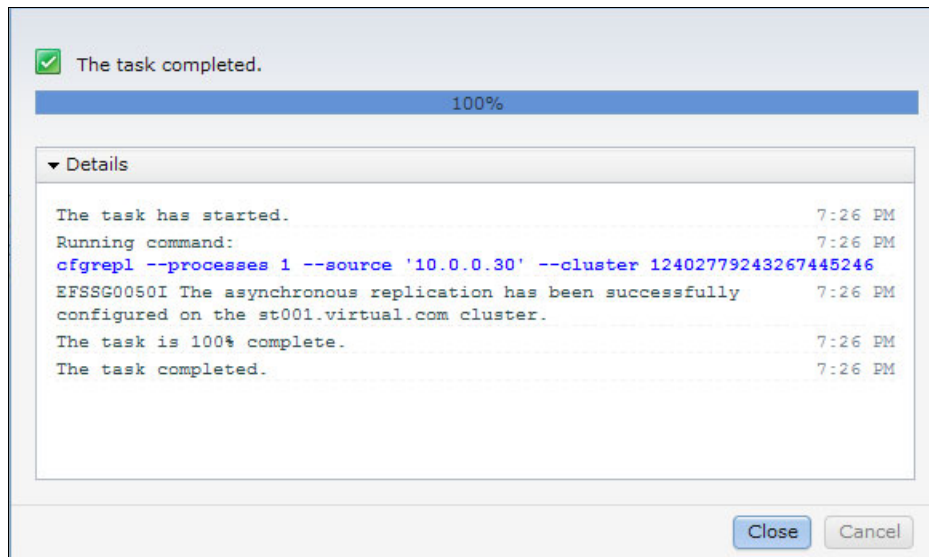 The task completed.
100%
Details
The task has started. 7:26 PM
Running command: 7:26 PM
cfgrepl --processes 1 --source '10.0.0.30' --cluster 12402779243267445246
EFSSG0050I The asynchronous replication has been successfully 7:26 PM
configured on the st001.virtual.com cluster.
The task is 100% complete. 7:26 PM
The task completed. 7:26 PM
Close Cancel